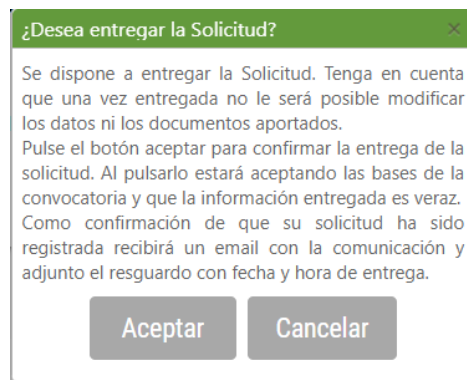 ¿Desea entregar la Solicitud? ×
Se dispone a entregar la Solicitud. Tenga en cuenta
que una vez entregada no le será posible modificar
los datos ni los documentos aportados.
Pulse el botón aceptar para confirmar la entrega de la
solicitud. Al pulsarlo estará aceptando las bases de la
convocatoria y que la información entregada es veraz.
Como confirmación de que su solicitud ha sido
registrada recibirá un email con la comunicación y
adjunto el resguardo con fecha y hora de entrega.
Aceptar Cancelar